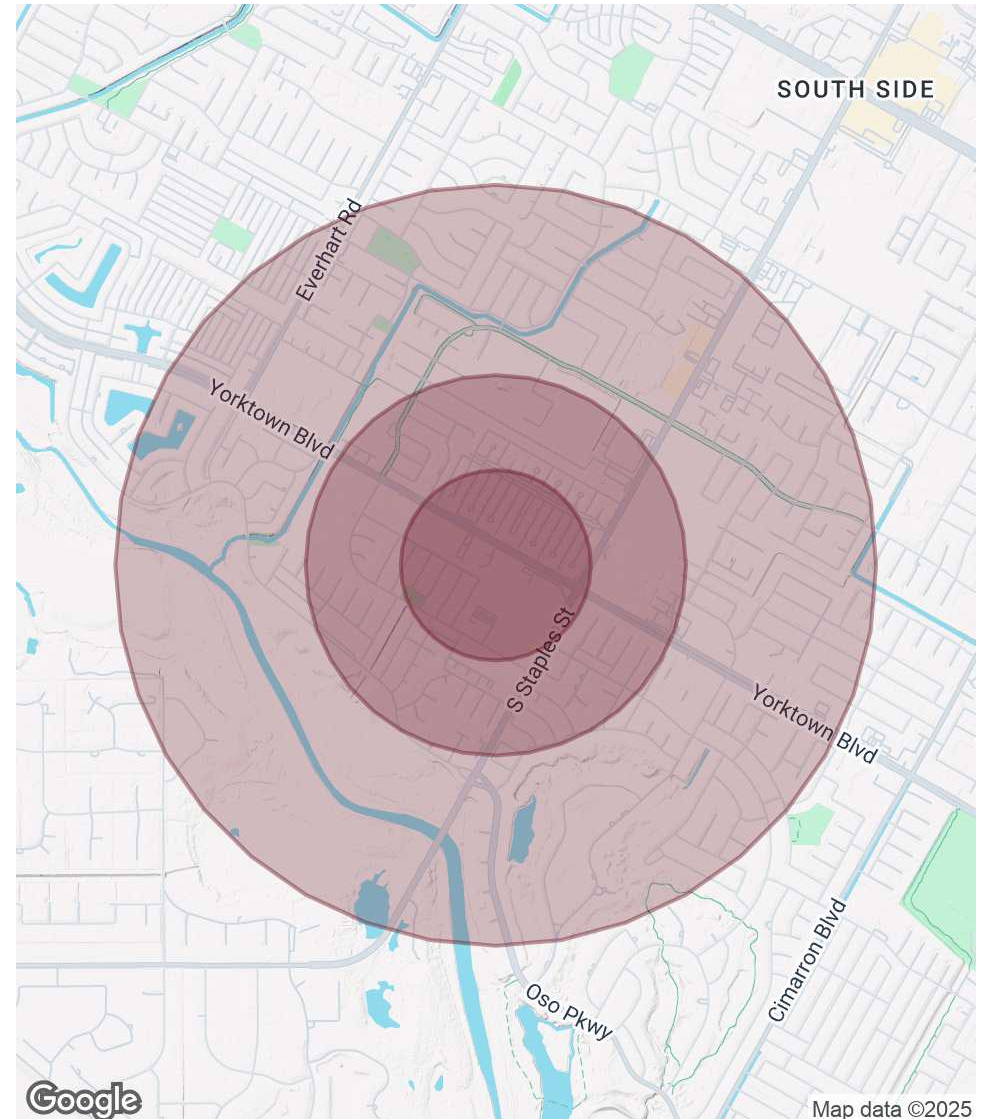 SOUTH SIDE
Everhart Rd
Yorktown Blvd
S Staples St
Yorktown Blvd
Cimarron Blvd
Oso Pkwy
Google
Map data ©2025